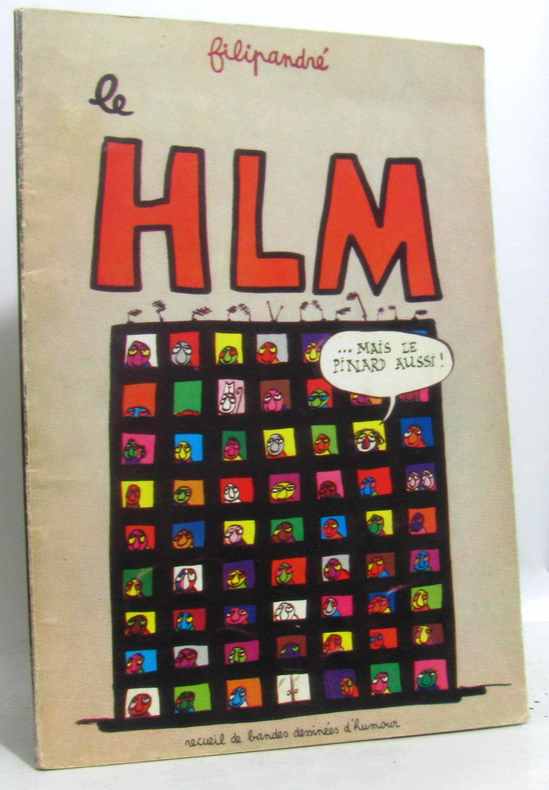 filipandré
le
HLM
... MAIS LE
PINARD AUSSI !
recueil de bandes dessinées d'humour